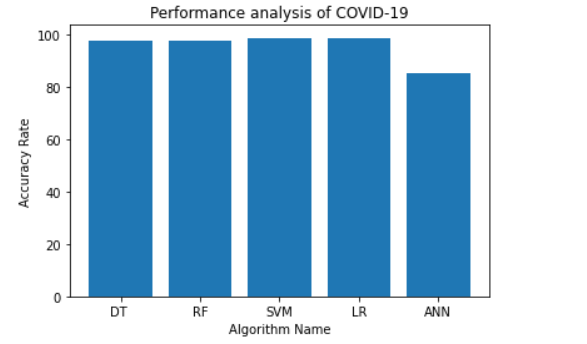 Performance analysis of COVID-19
100
80
60
40
20
0
Accuracy Rate
DT RF SVM LR ANN
Algorithm Name